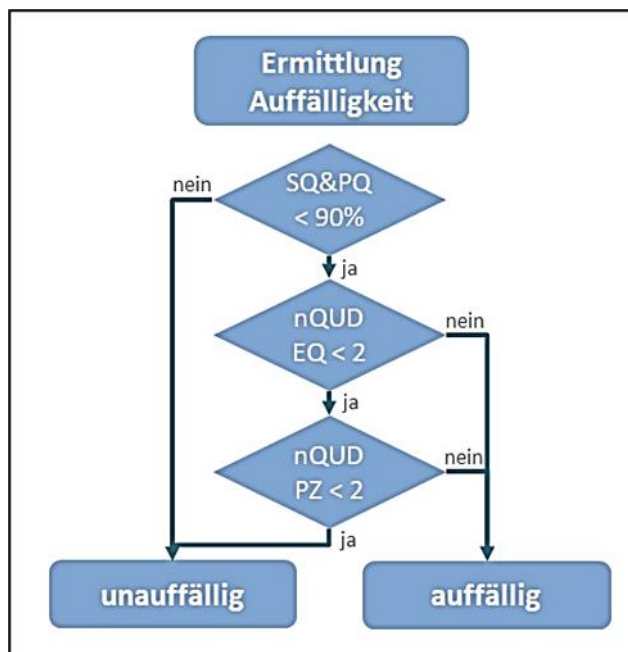 Ermittlung
Auffälligkeit
nein
SQ&PQ
< 90%
ja
nQUD
EQ < 2
nein
ja
nQUD
PZ < 2
nein
ja
unauffällig
auffällig